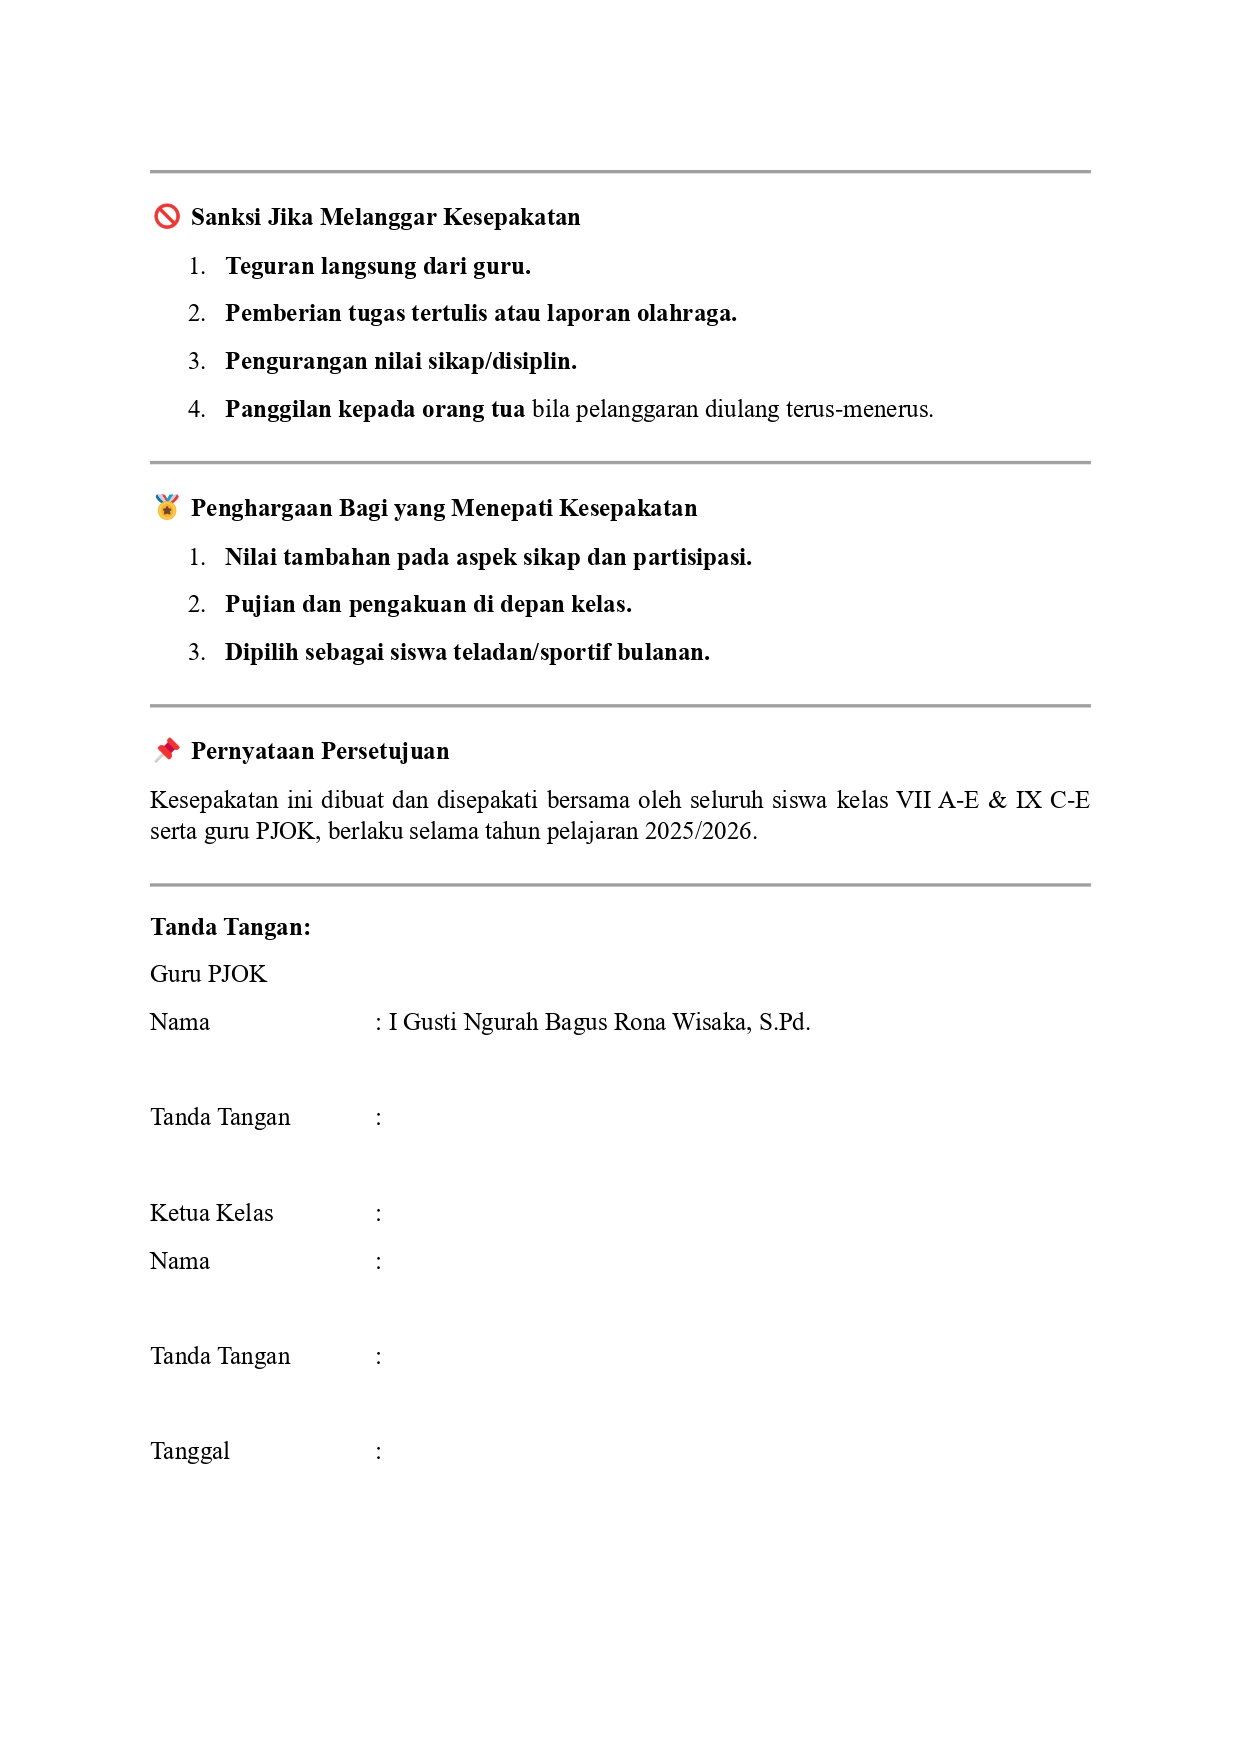 Sanksi Jika Melanggar Kesepakatan
1. Teguran langsung dari guru.
2. Pemberian tugas tertulis atau laporan olahraga.
3. Pengurangan nilai sikap/disiplin.
4. Panggilan kepada orang tua bila pelanggaran diulang terus-menerus.
Penghargaan Bagi yang Menepati Kesepakatan
1. Nilai tambahan pada aspek sikap dan partisipasi.
2. Pujian dan pengakuan di depan kelas.
3. Dipilih sebagai siswa teladan/sportif bulanan.
Pernyataan Persetujuan
Kesepakatan ini dibuat dan disepakati bersama oleh seluruh siswa kelas VII A-E & IX C-E
serta guru PJOK, berlaku selama tahun pelajaran 2025/2026.
Tanda Tangan:
Guru PJOK
Nama : I Gusti Ngurah Bagus Rona Wisaka, S.Pd.
Tanda Tangan :
Ketua Kelas :
Nama :
Tanda Tangan :
Tanggal :